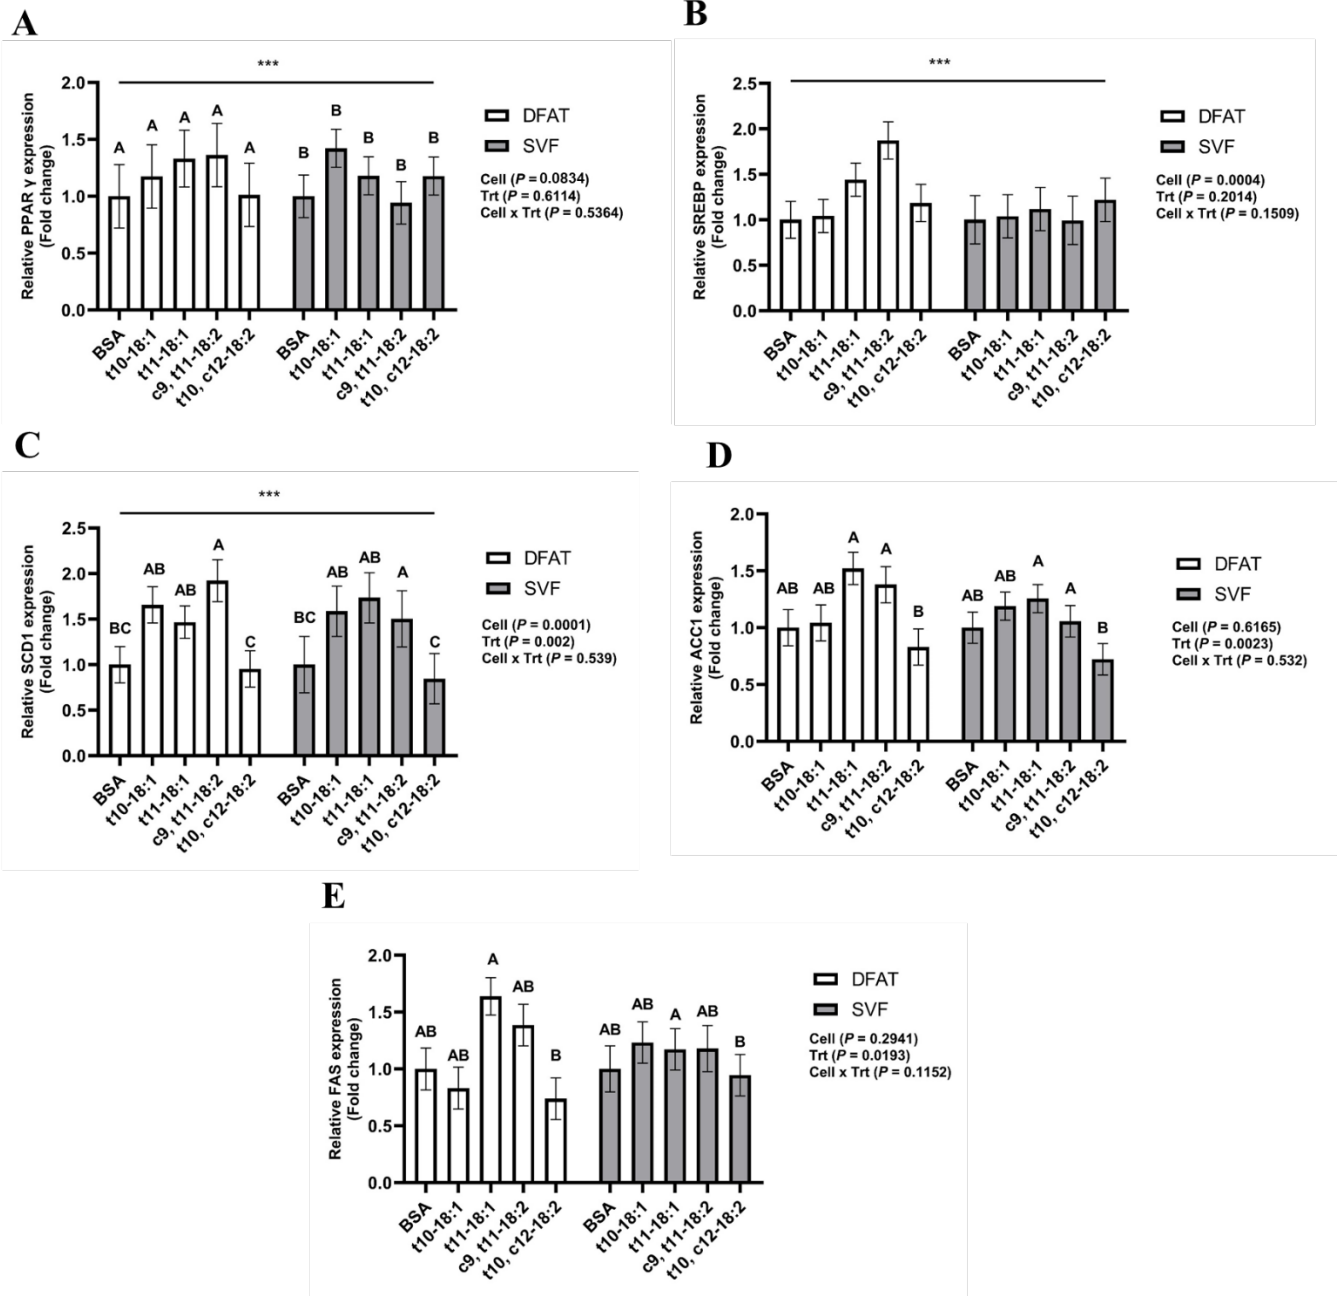 A
***
Relative PPAR γ expression
(Fold change)
2.0
1.5
1.0
0.5
0.0
A
A
A
A
A
B
B
B
B
B
BSA
t10-18:1
t11-18:1
c9, t11-18:2
t10, c12-18:2
BSA
t10-18:1
t11-18:1
c9, t11-18:2
t10, c12-18:2
DFAT
SVF
Cell (P = 0.0834)
Trt (P = 0.6114)
Cell x Trt (P = 0.5364)
B
***
Relative SREBP expression
(Fold change)
2.5
2.0
1.5
1.0
0.5
0.0
BSA
t10-18:1
t11-18:1
c9, t11-18:2
t10, c12-18:2
BSA
t10-18:1
t11-18:1
c9, t11-18:2
t10, c12-18:2
DFAT
SVF
Cell (P = 0.0004)
Trt (P = 0.2014)
Cell x Trt (P = 0.1509)
C
***
Relative SCD1 expression
(Fold change)
2.5
2.0
1.5
1.0
0.5
0.0
BC
AB
AB
A
C
BC
AB
AB
A
C
BSA
t10-18:1
t11-18:1
c9, t11-18:2
t10, c12-18:2
BSA
t10-18:1
t11-18:1
c9, t11-18:2
t10, c12-18:2
DFAT
SVF
Cell (P = 0.0001)
Trt (P = 0.002)
Cell x Trt (P = 0.539)
D
Relative ACC1 expression
(Fold change)
2.0
1.5
1.0
0.5
0.0
AB
AB
A
A
B
AB
AB
A
A
B
BSA
t10-18:1
t11-18:1
c9, t11-18:2
t10, c12-18:2
BSA
t10-18:1
t11-18:1
c9, t11-18:2
t10, c12-18:2
DFAT
SVF
Cell (P = 0.6165)
Trt (P = 0.0023)
Cell x Trt (P = 0.532)
E
Relative FAS expression
(Fold change)
2.0
1.5
1.0
0.5
0.0
AB
AB
A
AB
B
AB
AB
A
AB
B
BSA
t10-18:1
t11-18:1
c9, t11-18:2
t10, c12-18:2
BSA
t10-18:1
t11-18:1
c9, t11-18:2
t10, c12-18:2
DFAT
SVF
Cell (P = 0.2941)
Trt (P = 0.0193)
Cell x Trt (P = 0.1152)